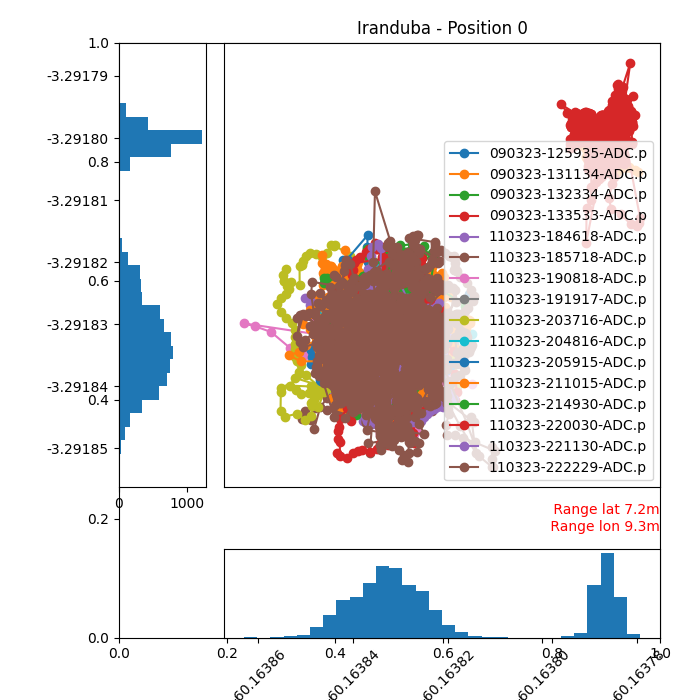 Iranduba - Position 0
1.0
-3.29179
-3.29180
0.8
-3.29181
-3.29182
0.6
-3.29183
-3.29184
0.4
-3.29185
0.2
0.0
0 1000
090323-125935-ADC.p
090323-131134-ADC.p
090323-132334-ADC.p
090323-133533-ADC.p
110323-184618-ADC.p
110323-185718-ADC.p
110323-190818-ADC.p
110323-191917-ADC.p
110323-203716-ADC.p
110323-204816-ADC.p
110323-205915-ADC.p
110323-211015-ADC.p
110323-214930-ADC.p
110323-220030-ADC.p
110323-221130-ADC.p
110323-222229-ADC.p
Range lat 7.2m
Range lon 9.3m
0.0 0.2 0.4 0.6 0.8 1.0
60.16386 60.16384 60.16382 60.16380